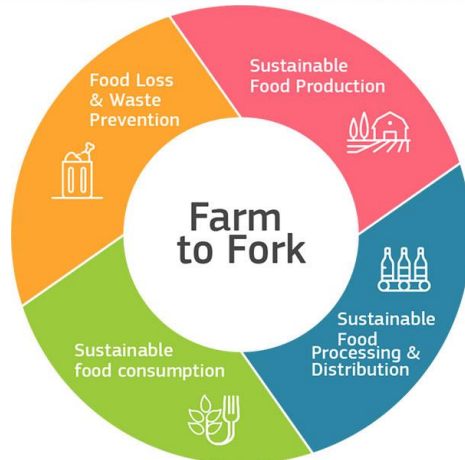 Farm
to Fork
Food Loss
& Waste
Prevention
Sustainable
Food Production
Sustainable
Food
Processing &
Distribution
Sustainable
food consumption